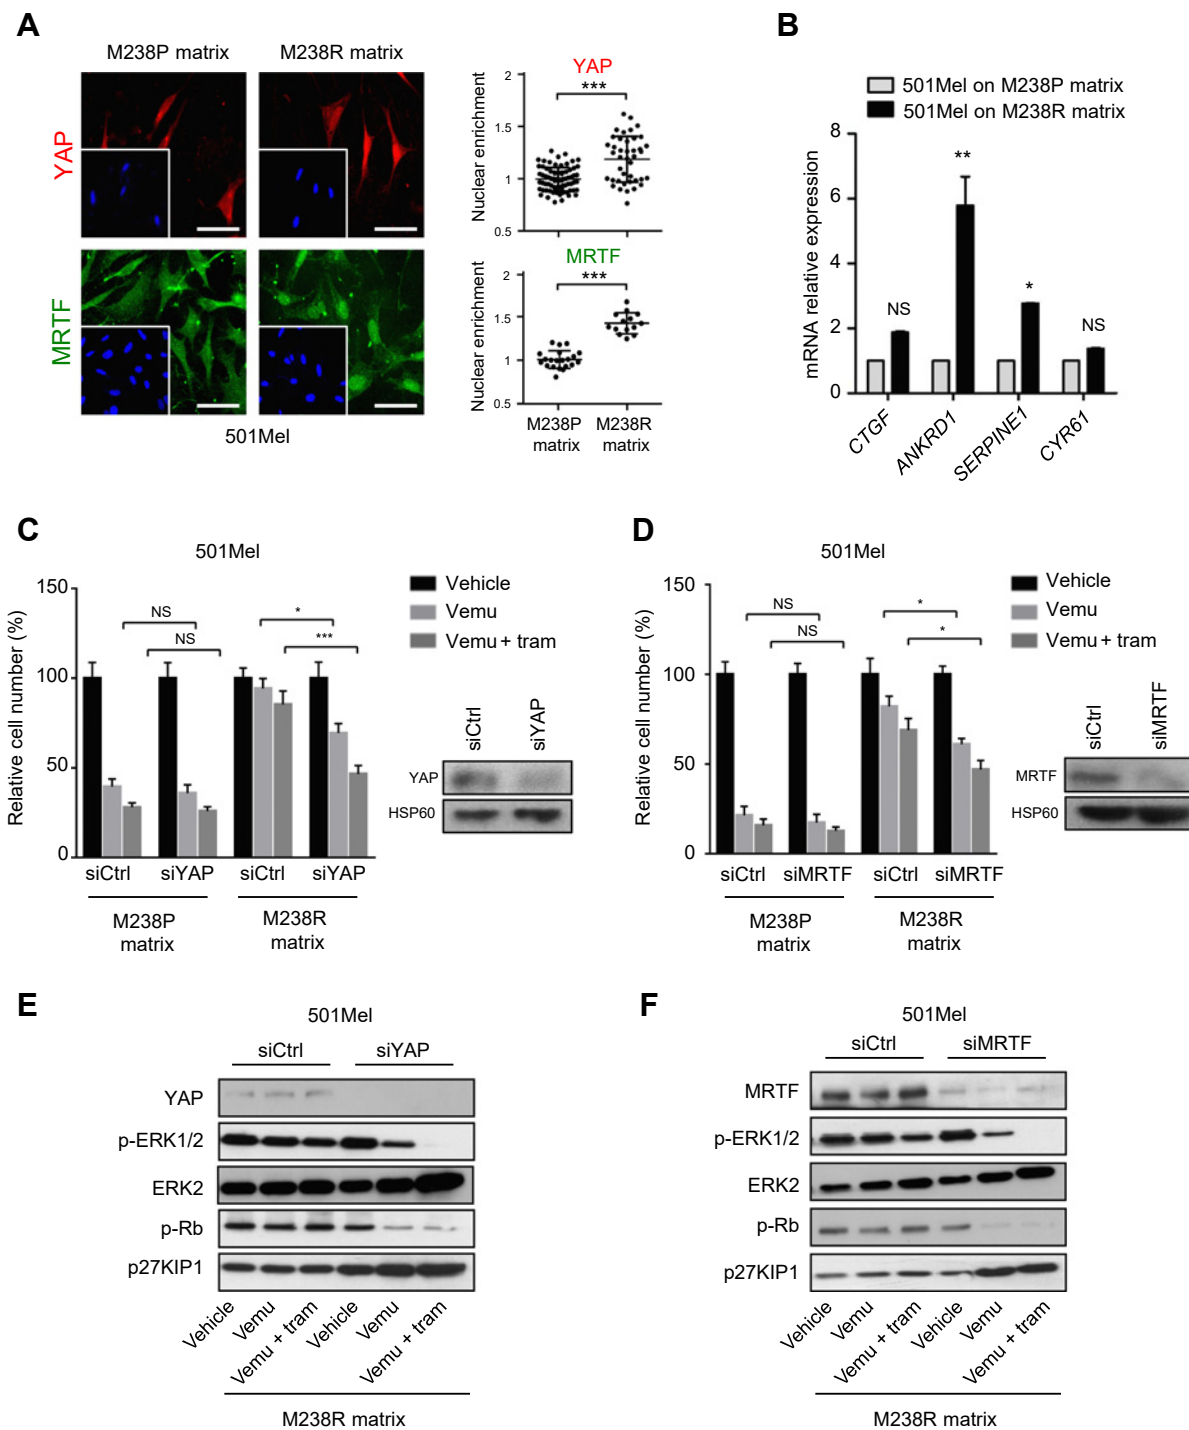 A
M238P matrix
M238R matrix
YAP
MRTF
501Mel
YAP
***
Nuclear enrichment
2
1.5
1
0.5
MRTF
***
Nuclear enrichment
2
1.5
1
0.5
M238P
matrix
M238R
matrix
B
501Mel on M238P matrix
501Mel on M238R matrix
mRNA relative expression
8
6
4
2
0
NS
**
*
NS
CTGF
ANKRD1
SERPINE1
CYR61
C
501Mel
Relative cell number (%)
150
100
50
0
NS
NS
*
***
Vehicle
Vemu
Vemu + tram
siCtrl
siYAP
siCtrl
siYAP
M238P
matrix
M238R
matrix
siCtrl
siYAP
YAP
HSP60
D
501Mel
Relative cell number (%)
150
100
50
0
NS
NS
*
*
Vehicle
Vemu
Vemu + tram
siCtrl
siMRTF
siCtrl
siMRTF
M238P
matrix
M238R
matrix
siCtrl
siMRTF
MRTF
HSP60
E
501Mel
siCtrl
siYAP
YAP
p-ERK1/2
ERK2
p-Rb
p27KIP1
Vehicle
Vemu
Vemu + tram
Vehicle
Vemu
Vemu + tram
M238R matrix
F
501Mel
siCtrl
siMRTF
MRTF
p-ERK1/2
ERK2
p-Rb
p27KIP1
Vehicle
Vemu
Vemu + tram
Vehicle
Vemu
Vemu + tram
M238R matrix